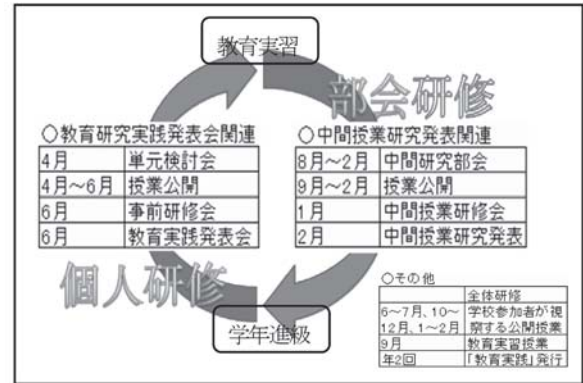 教育実習
部会研修
○教育研究実践発表会関連
4月 単元検討会
4月～6月 授業公開
6月 事前研修会
6月 教育実践発表会
○中間授業研究発表関連
8月～2月 中間研究部会
9月～2月 授業公開
1月 中間授業研修会
2月 中間授業研究発表
個人研修
学年進級
○その他
全体研修
6～7月、10～ 学校参加者が視
12月、1～2月 察する公開授業
9月 教育実習授業
年2回 「教育実践」発行